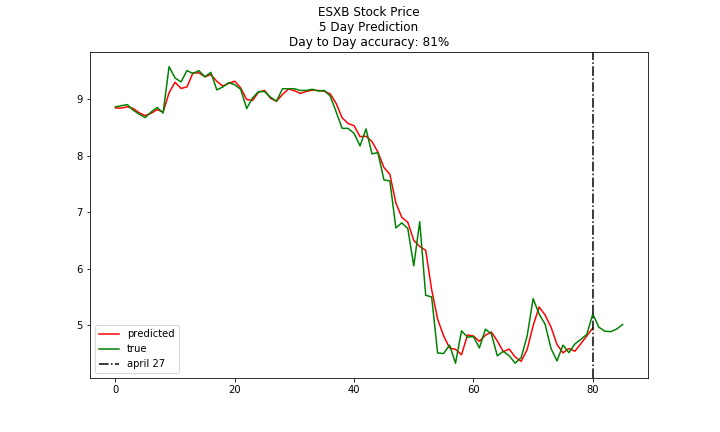 ESXB Stock Price
5 Day Prediction
Day to Day accuracy: 81%
9
8
7
6
5
predicted
true
april 27
0 20 40 60 80